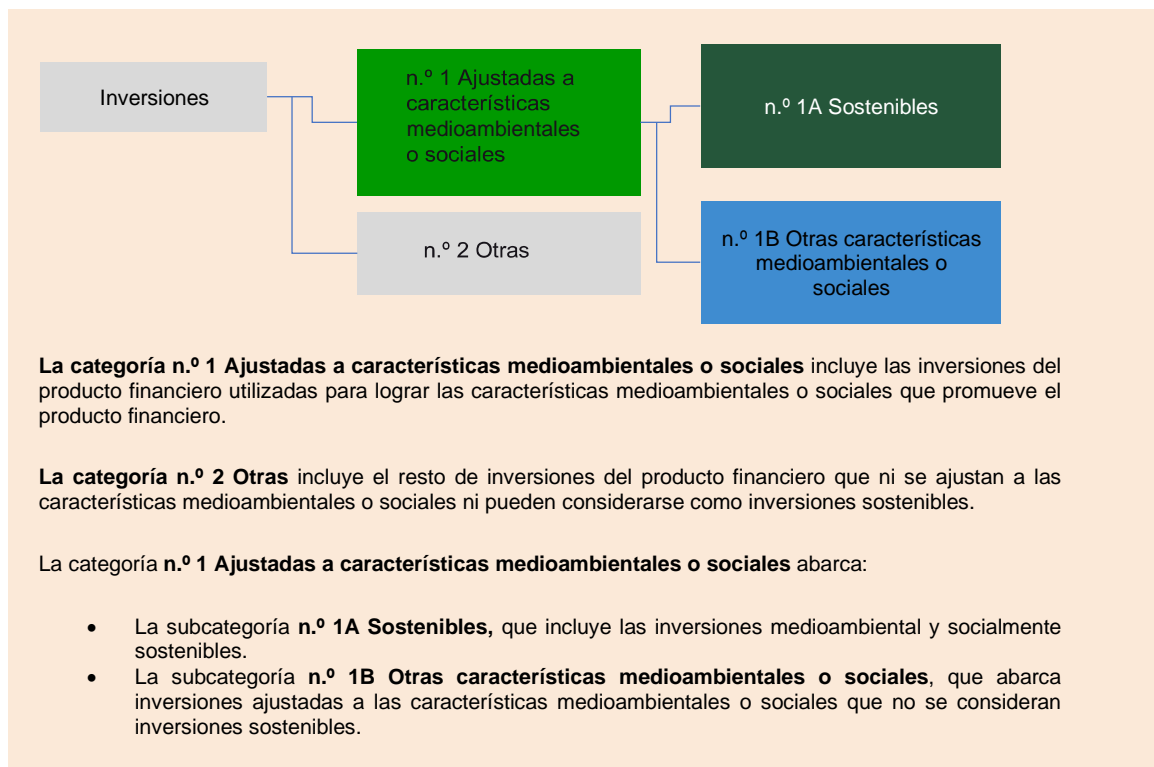 Inversiones
n.º 1 Ajustadas a
características
medioambientales
o sociales
n.º 1A Sostenibles
n.º 2 Otras
n.º 1B Otras características
medioambientales o
sociales
La categoría n.º 1 Ajustadas a características medioambientales o sociales incluye las inversiones del
producto financiero utilizadas para lograr las características medioambientales o sociales que promueve el
producto financiero.
La categoría n.º 2 Otras incluye el resto de inversiones del producto financiero que ni se ajustan a las
características medioambientales o sociales ni pueden considerarse como inversiones sostenibles.
La categoría n.º 1 Ajustadas a características medioambientales o sociales abarca:
• La subcategoría n.º 1A Sostenibles, que incluye las inversiones medioambiental y socialmente
sostenibles.
• La subcategoría n.º 1B Otras características medioambientales o sociales, que abarca
inversiones ajustadas a las características medioambientales o sociales que no se consideran
inversiones sostenibles.